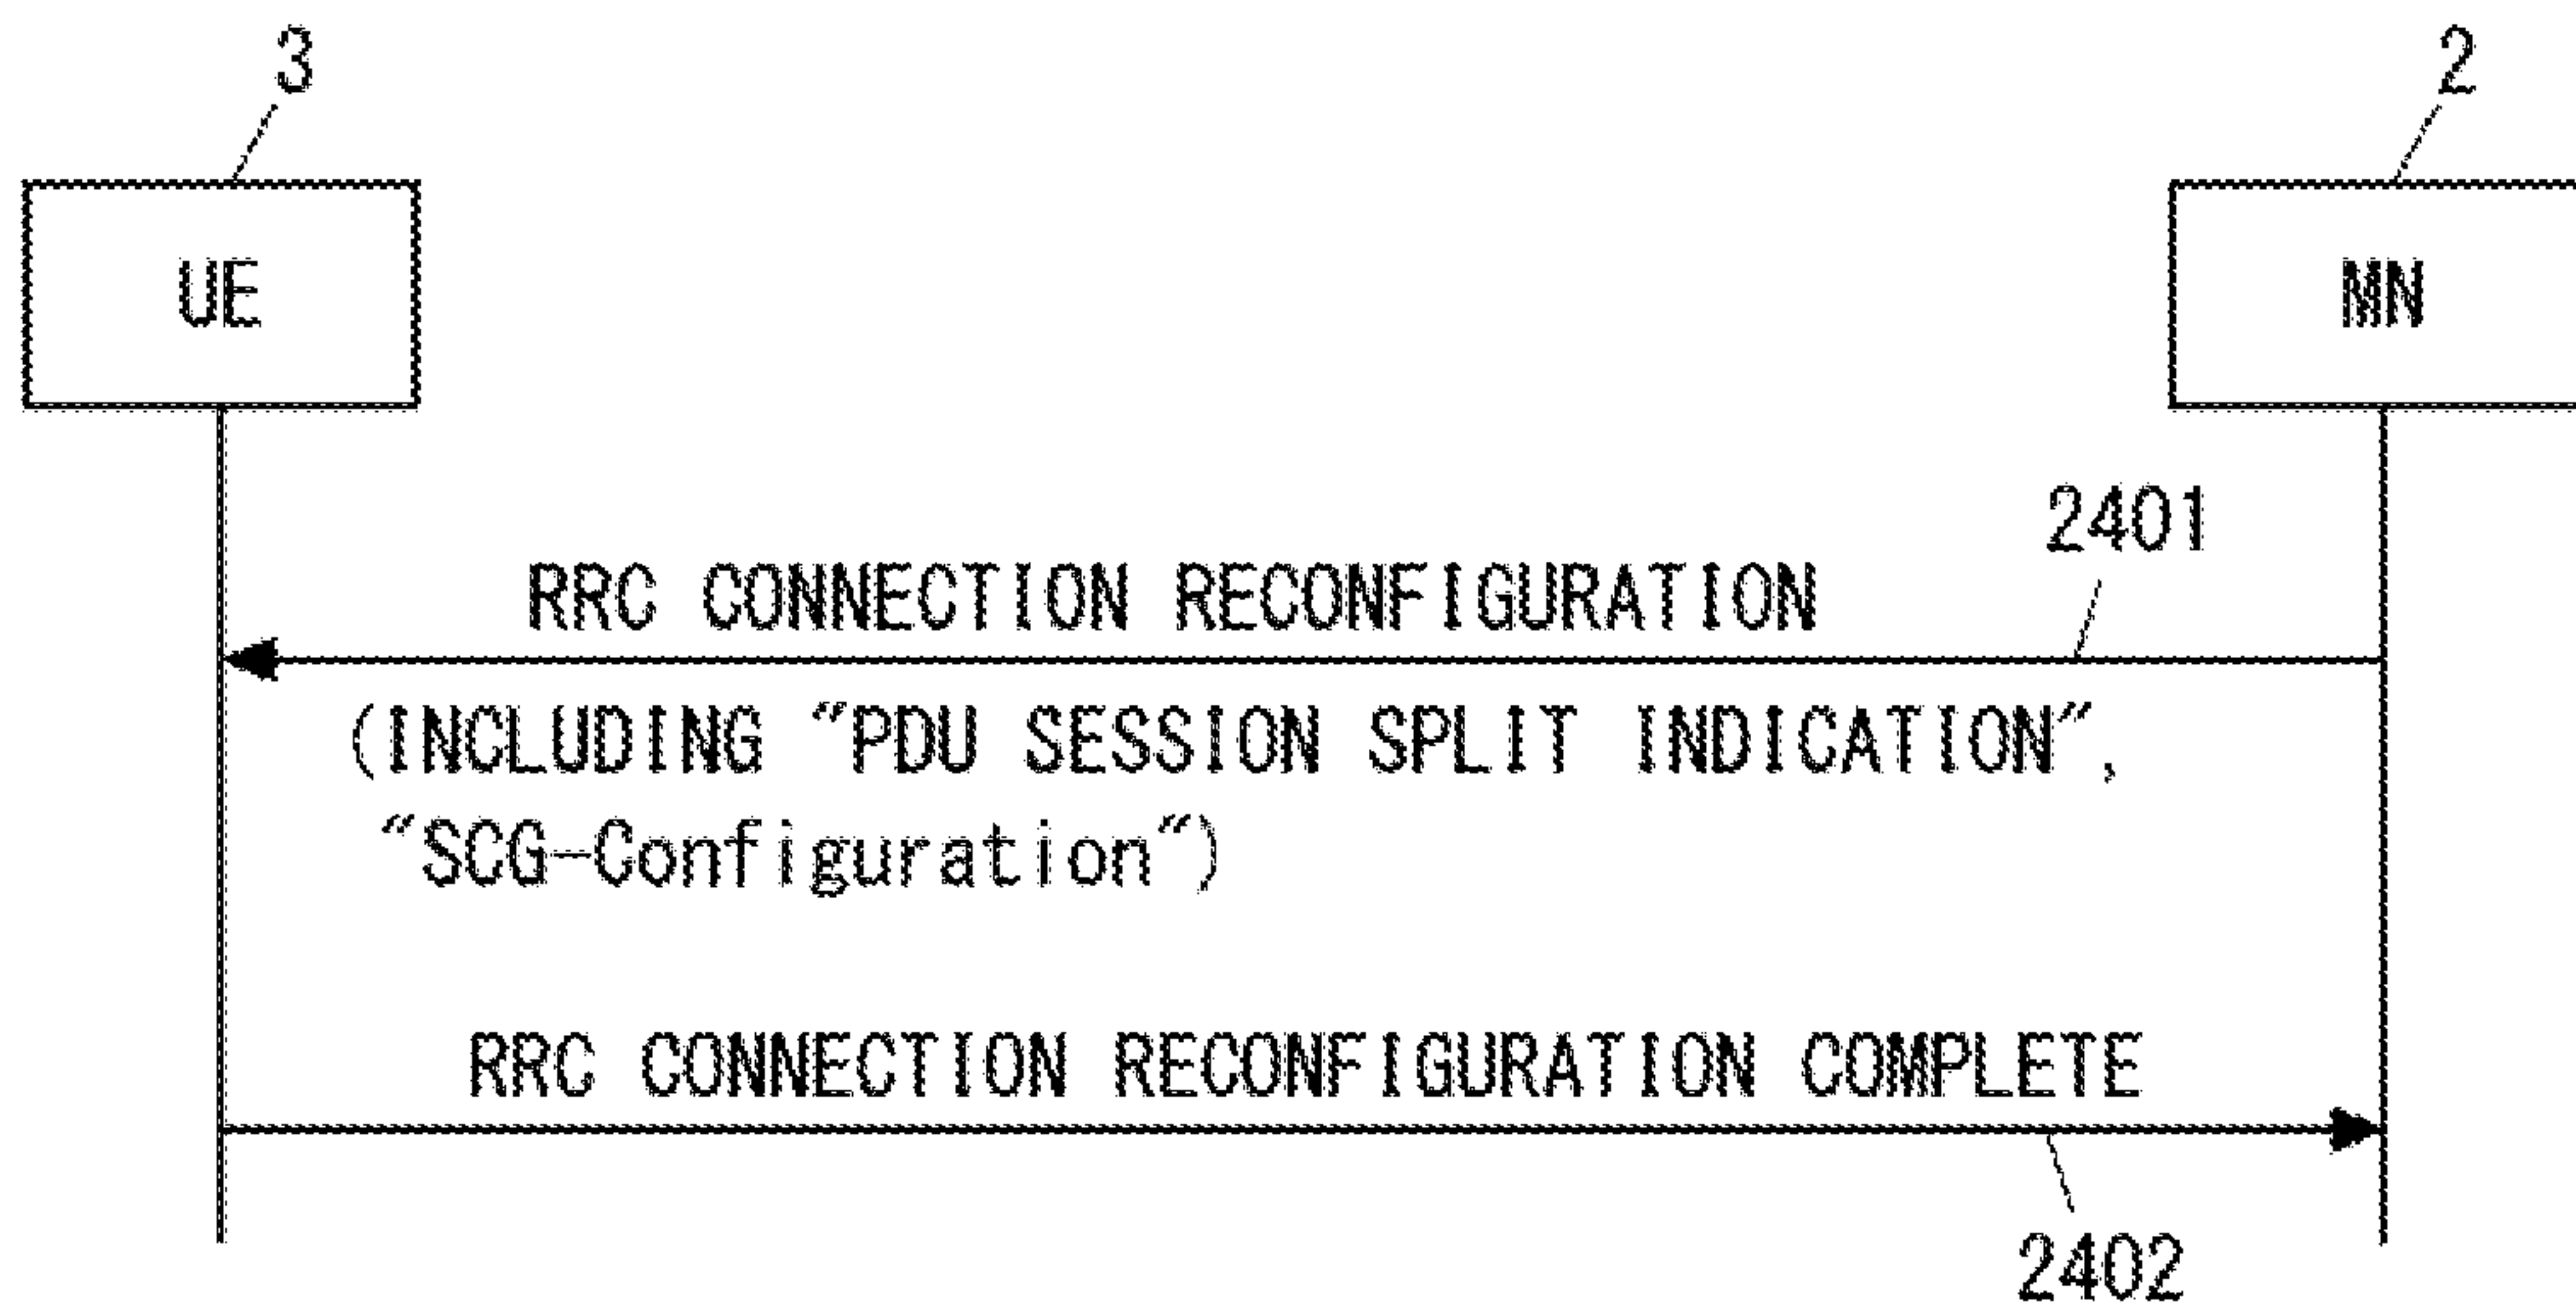 3
2
UE
MN
2401
RRC CONNECTION RECONFIGURATION
(INCLUDING "PDU SESSION SPLIT INDICATION",
"SCG-Configuration")
RRC CONNECTION RECONFIGURATION COMPLETE
2402